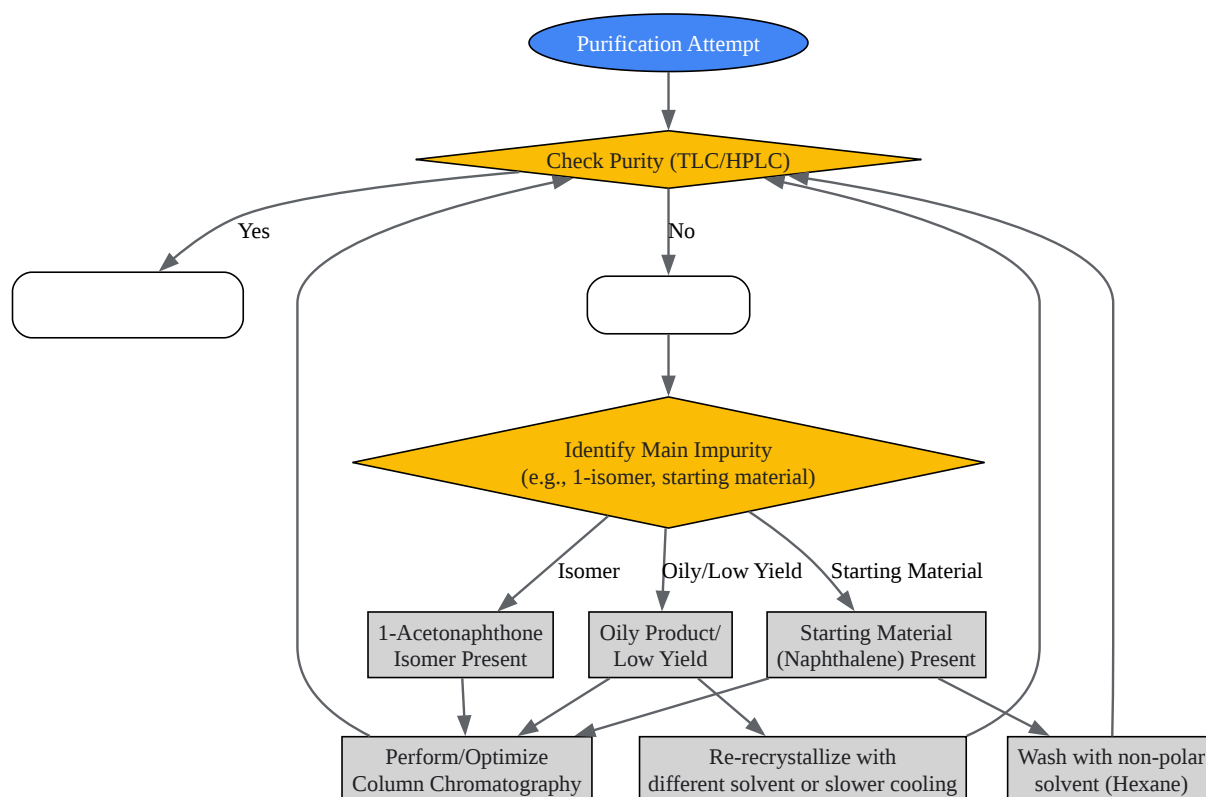 Purification Attempt
Check Purity (TLC/HPLC)
Yes
No
Identify Main Impurity
(e.g., 1-isomer, starting material)
Isomer
Oily/Low Yield
Starting Material
1-Acetonaphthone
Isomer Present
Oily Product/
Low Yield
Starting Material
(Naphthalene) Present
Perform/Optimize
Column Chromatography
Re-recrystallize with
different solvent or slower cooling
Wash with non-polar
solvent (Hexane)